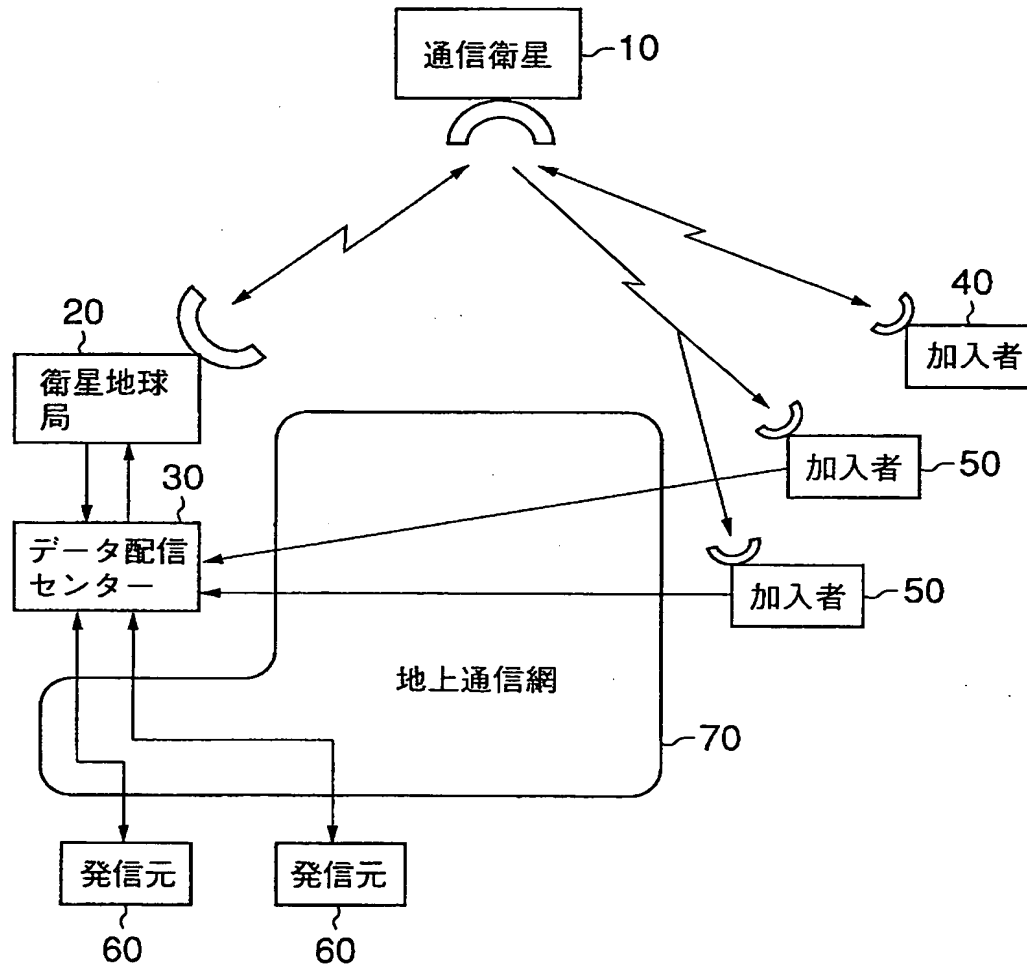 通信衛星
10
20
衛星地球
局
40
加入者
加入者
50
30
データ配信
センター
加入者
50
地上通信網
70
発信元
発信元
60
60